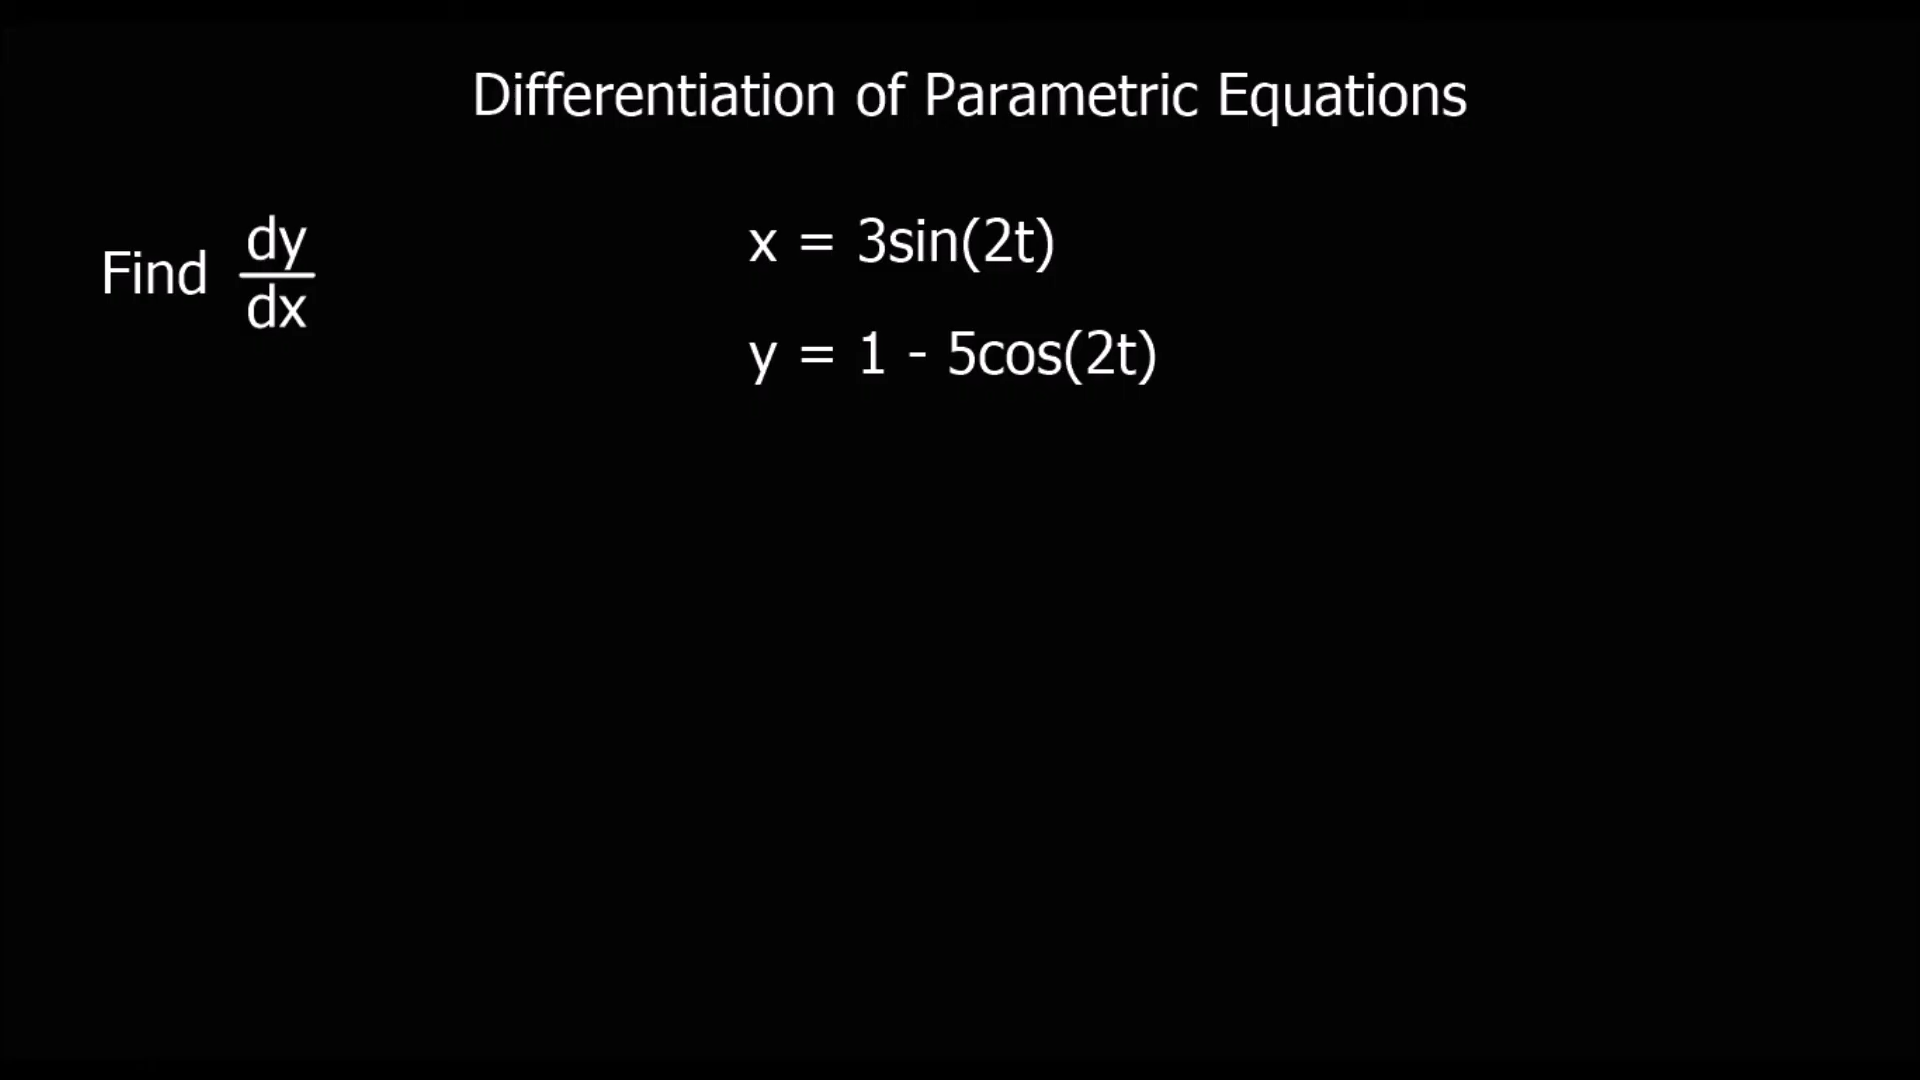 Differentiation of Parametric Equations
Find dy/dx
x = 3sin(2t)
y = 1 - 5cos(2t)